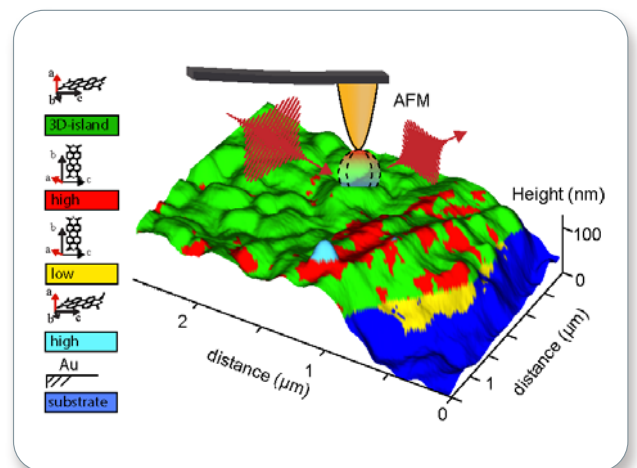 a
b
c
3D-island
b
a
c
high
b
a
c
low
a
b
c
high
Au
substrate
AFM
Height (nm)
100
0
2
distance (µm)
1
0
1
distance (µm)